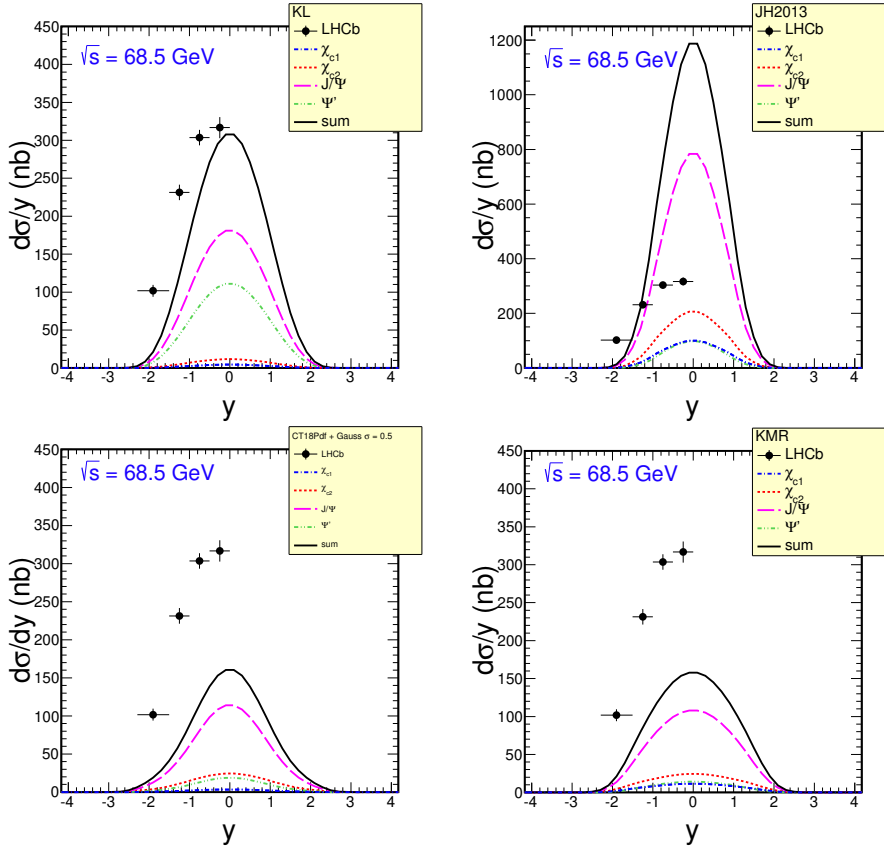 KL
LHCb
χc1
χc2
J/Ψ
Ψ'
sum
√s = 68.5 GeV
dσ/y (nb)
450
400
350
300
250
200
150
100
50
0
-4 -3 -2 -1 0 1 2 3 4
y
JH2013
LHCb
χc1
χc2
J/Ψ
Ψ'
sum
√s = 68.5 GeV
dσ/y (nb)
1200
1000
800
600
400
200
0
-4 -3 -2 -1 0 1 2 3 4
y
CT18Pdf + Gauss σ = 0.5
LHCb
χc1
χc2
J/Ψ
Ψ'
sum
√s = 68.5 GeV
dσ/dy (nb)
450
400
350
300
250
200
150
100
50
0
-4 -3 -2 -1 0 1 2 3 4
y
KMR
LHCb
χc1
χc2
J/Ψ
Ψ'
sum
√s = 68.5 GeV
dσ/y (nb)
450
400
350
300
250
200
150
100
50
0
-4 -3 -2 -1 0 1 2 3 4
y